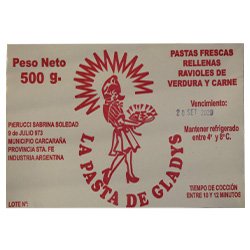 Peso Neto
500 g.
PASTAS FRESCAS
RELLENAS
RAVIOLES DE
VERDURA Y CARNE
Vencimiento:
SET
Mantener refrigerado
entre 4° y 8°C.
LA PASTA DE GLADYS
PIERUCCI SABRINA SOLEDAD
9 de JULIO 973
MUNICIPIO CARCARAÑA
PROVINCIA STA. FE
INDUSTRIA ARGENTINA
LOTE N°:
TIEMPO DE COCCIÓN
ENTRE 10 Y 12 MINUTOS